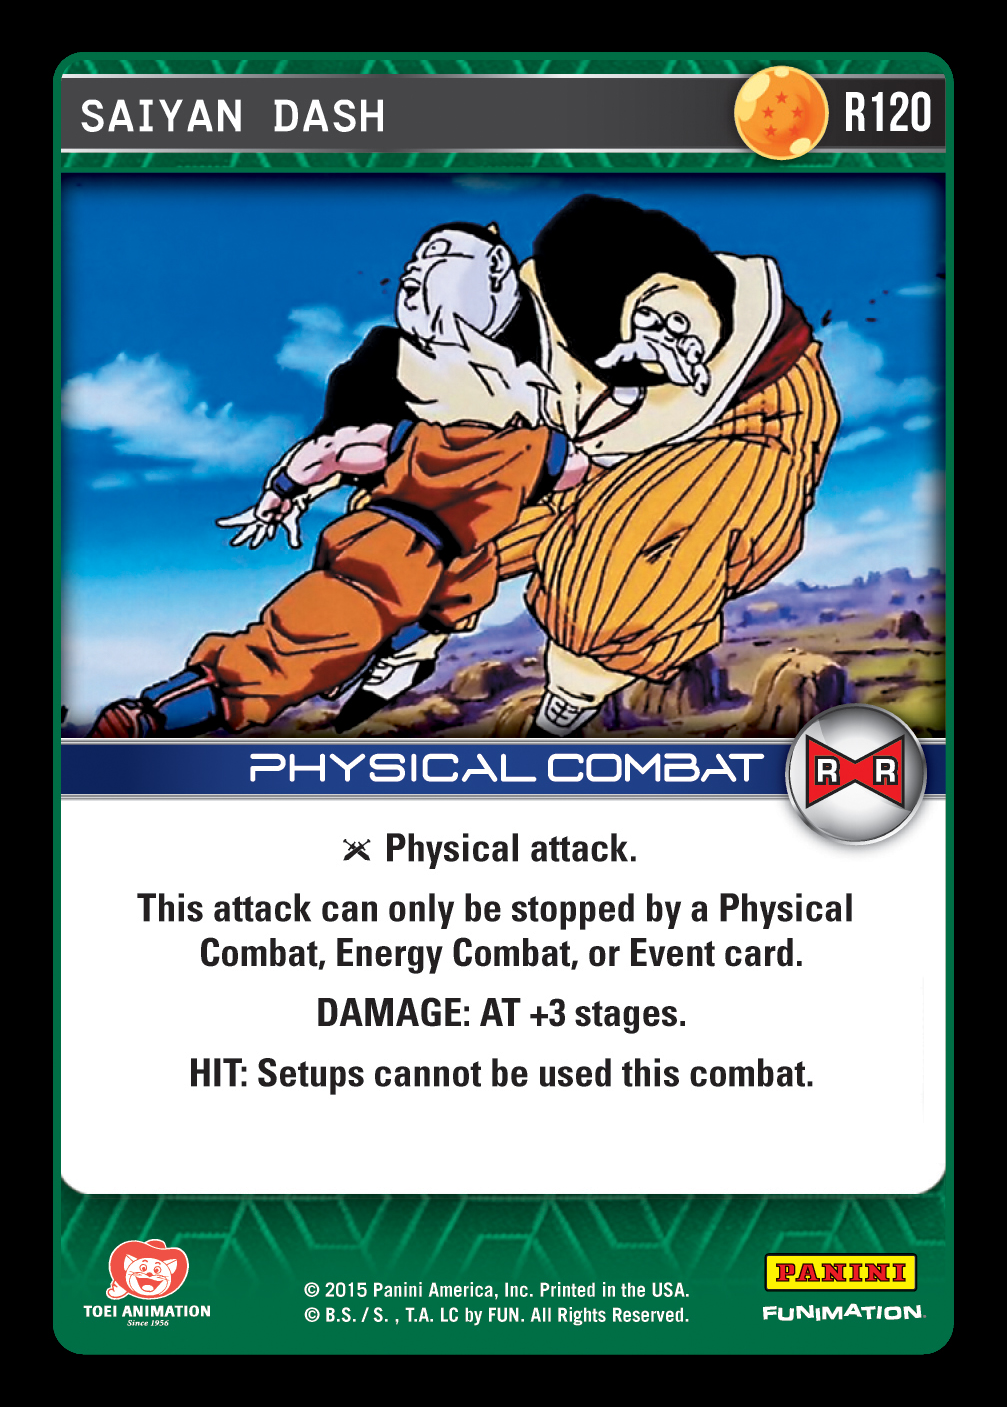 SAIYAN DASH
R120
PHYSICAL COMBAT
R R
Physical attack.
This attack can only be stopped by a Physical
Combat, Energy Combat, or Event card.
DAMAGE: AT +3 stages.
HIT: Setups cannot be used this combat.
TOEI ANIMATION
Since 1956
© 2015 Panini America, Inc. Printed in the USA.
© B.S. / S. , T.A. LC by FUN. All Rights Reserved.
PANINI
FUNIMATION